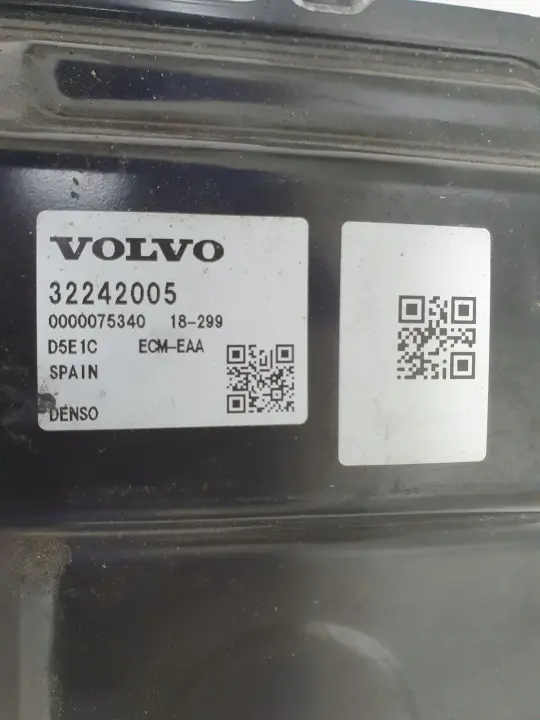 VOLVO
32242005
0000075340 18-299
D5E1C ECM-EAA
SPAIN
DENSO